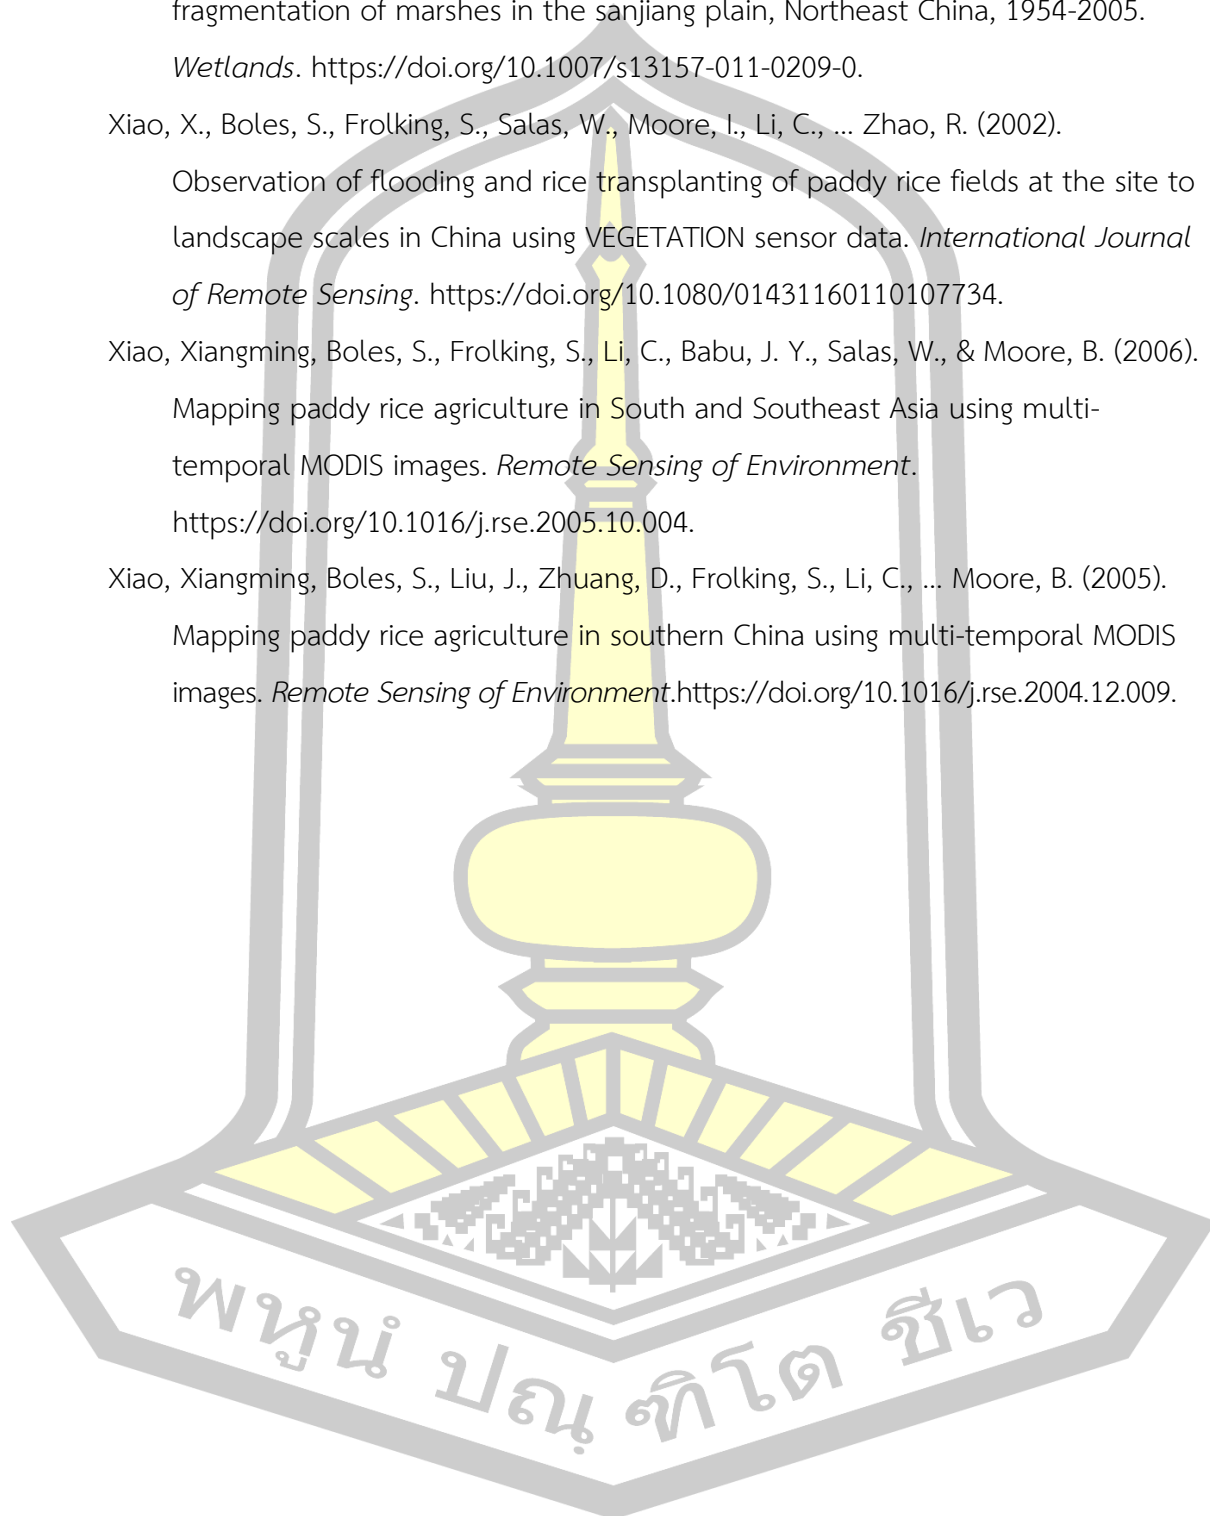 fragmentation of marshes in the sanjiang plain, Northeast China, 1954-2005.
Wetlands. https://doi.org/10.1007/s13157-011-0209-0.
Xiao, X., Boles, S., Frolking, S., Salas, W., Moore, I., Li, C., ... Zhao, R. (2002).
Observation of flooding and rice transplanting of paddy rice fields at the site to
landscape scales in China using VEGETATION sensor data. International Journal
of Remote Sensing. https://doi.org/10.1080/01431160110107734.
Xiao, Xiangming, Boles, S., Frolking, S., Li, C., Babu, J. Y., Salas, W., & Moore, B. (2006).
Mapping paddy rice agriculture in South and Southeast Asia using multi-
temporal MODIS images. Remote Sensing of Environment.
https://doi.org/10.1016/j.rse.2005.10.004.
Xiao, Xiangming, Boles, S., Liu, J., Zhuang, D., Frolking, S., Li, C., ... Moore, B. (2005).
Mapping paddy rice agriculture in southern China using multi-temporal MODIS
images. Remote Sensing of Environment.https://doi.org/10.1016/j.rse.2004.12.009.
พหูนํ ปณฺ ฑิโต ชีเว